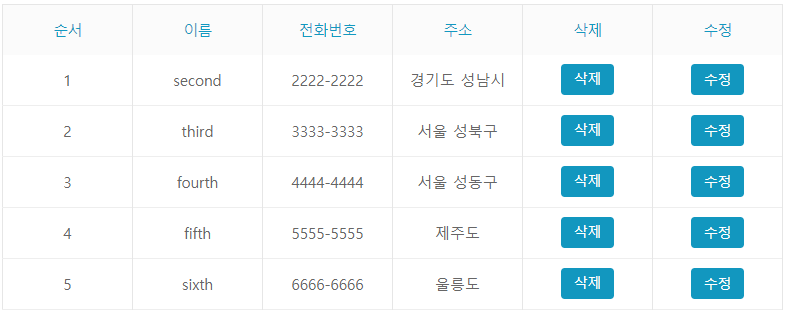 순서 이름 전화번호 주소 삭제 수정
1 second 2222-2222 경기도 성남시 삭제 수정
2 third 3333-3333 서울 성북구 삭제 수정
3 fourth 4444-4444 서울 성동구 삭제 수정
4 fifth 5555-5555 제주도 삭제 수정
5 sixth 6666-6666 울릉도 삭제 수정